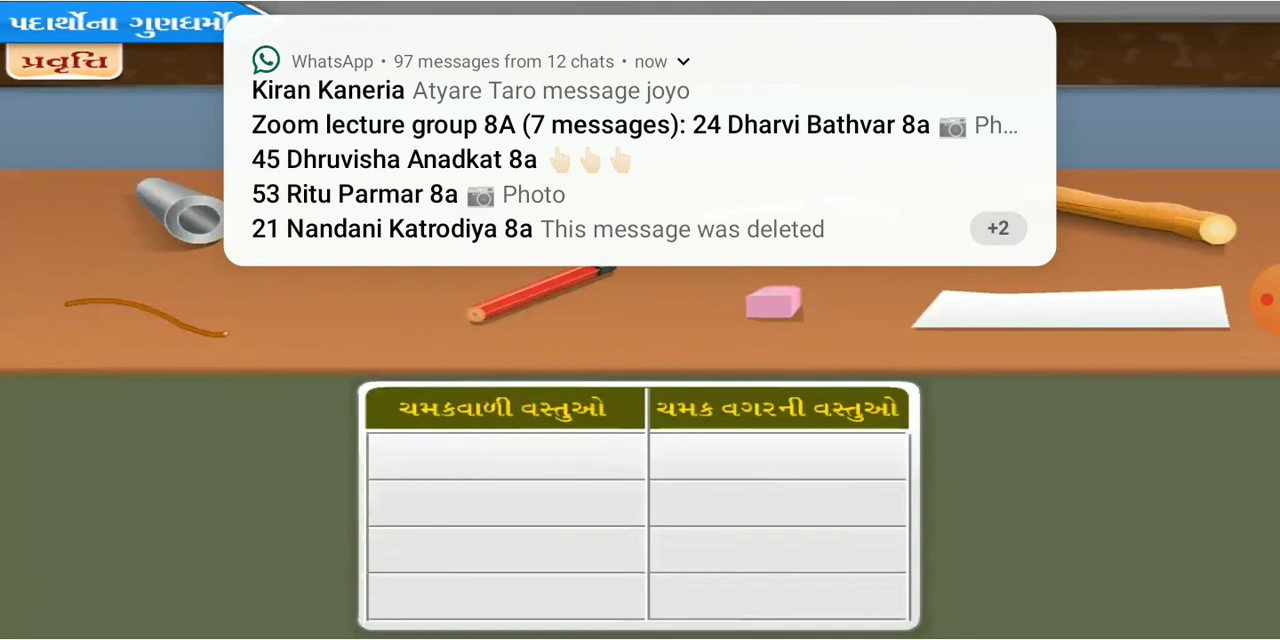 પદાર્થોના ગુણધર્મો
પ્રવૃત્તિ
WhatsApp • 97 messages from 12 chats • now
Kiran Kaneria Atyare Taro message joyo
Zoom lecture group 8A (7 messages): 24 Dharvi Bathvar 8a 📷 Ph...
45 Dhruvisha Anadkat 8a 👆🏻👆🏻👆🏻
53 Ritu Parmar 8a 📷 Photo
21 Nandani Katrodiya 8a This message was deleted +2
ચમકવાળી વસ્તુઓ ચમક વગરની વસ્તુઓ